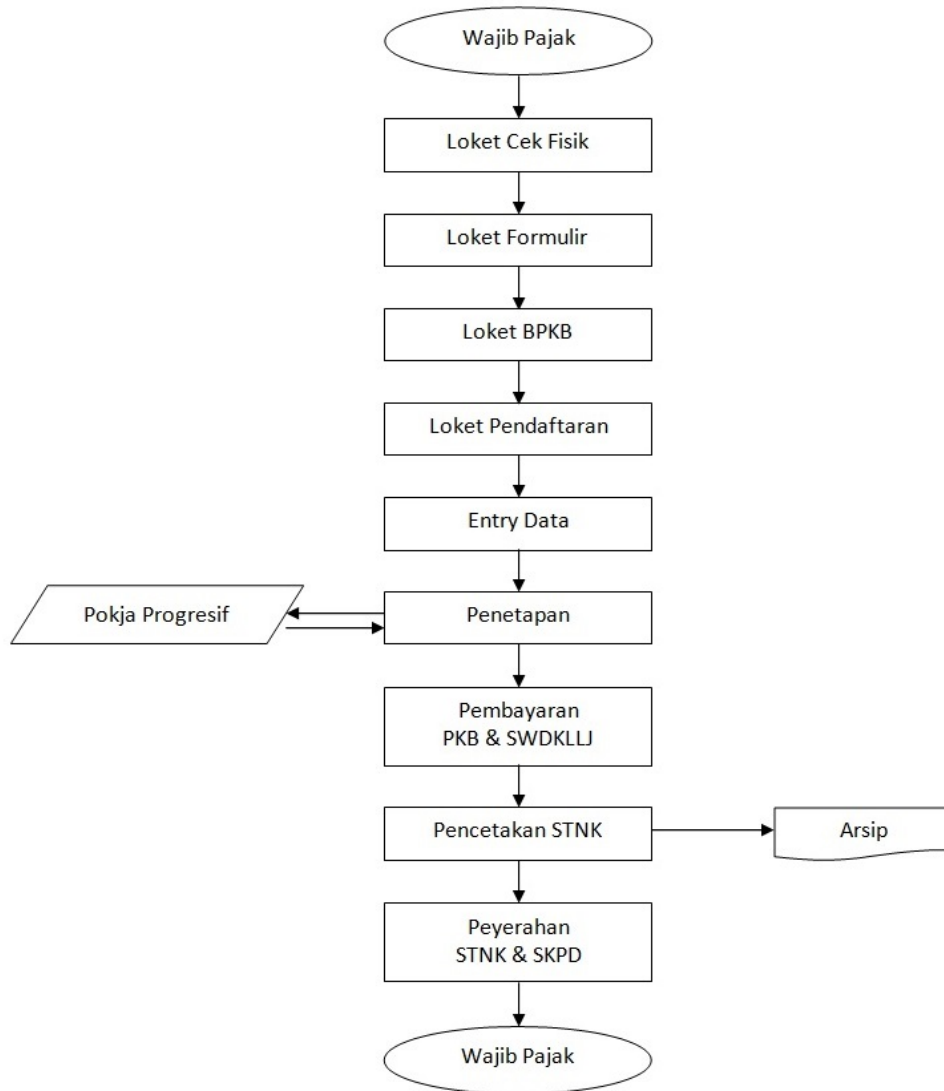 Wajib Pajak
Loket Cek Fisik
Loket Formulir
Loket BPKB
Loket Pendaftaran
Entry Data
Pokja Progresif
Penetapan
Pembayaran
PKB & SWDKLLJ
Pencetakan STNK
Arsip
Peyerahan
STNK & SKPD
Wajib Pajak